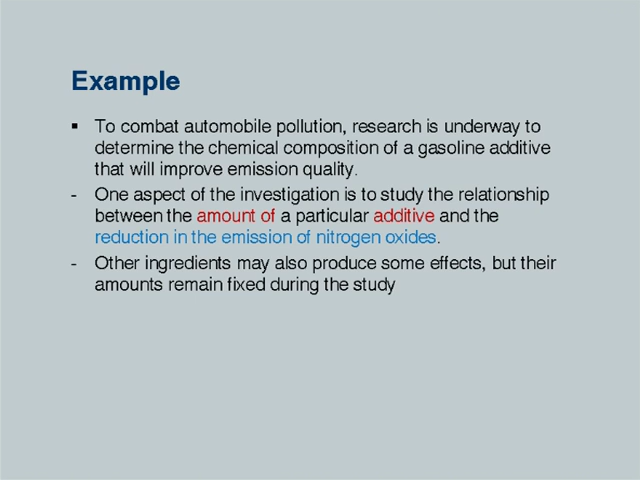 Example
▪ To combat automobile pollution, research is underway to
determine the chemical composition of a gasoline additive
that will improve emission quality.
- One aspect of the investigation is to study the relationship
between the amount of a particular additive and the
reduction in the emission of nitrogen oxides.
- Other ingredients may also produce some effects, but their
amounts remain fixed during the study